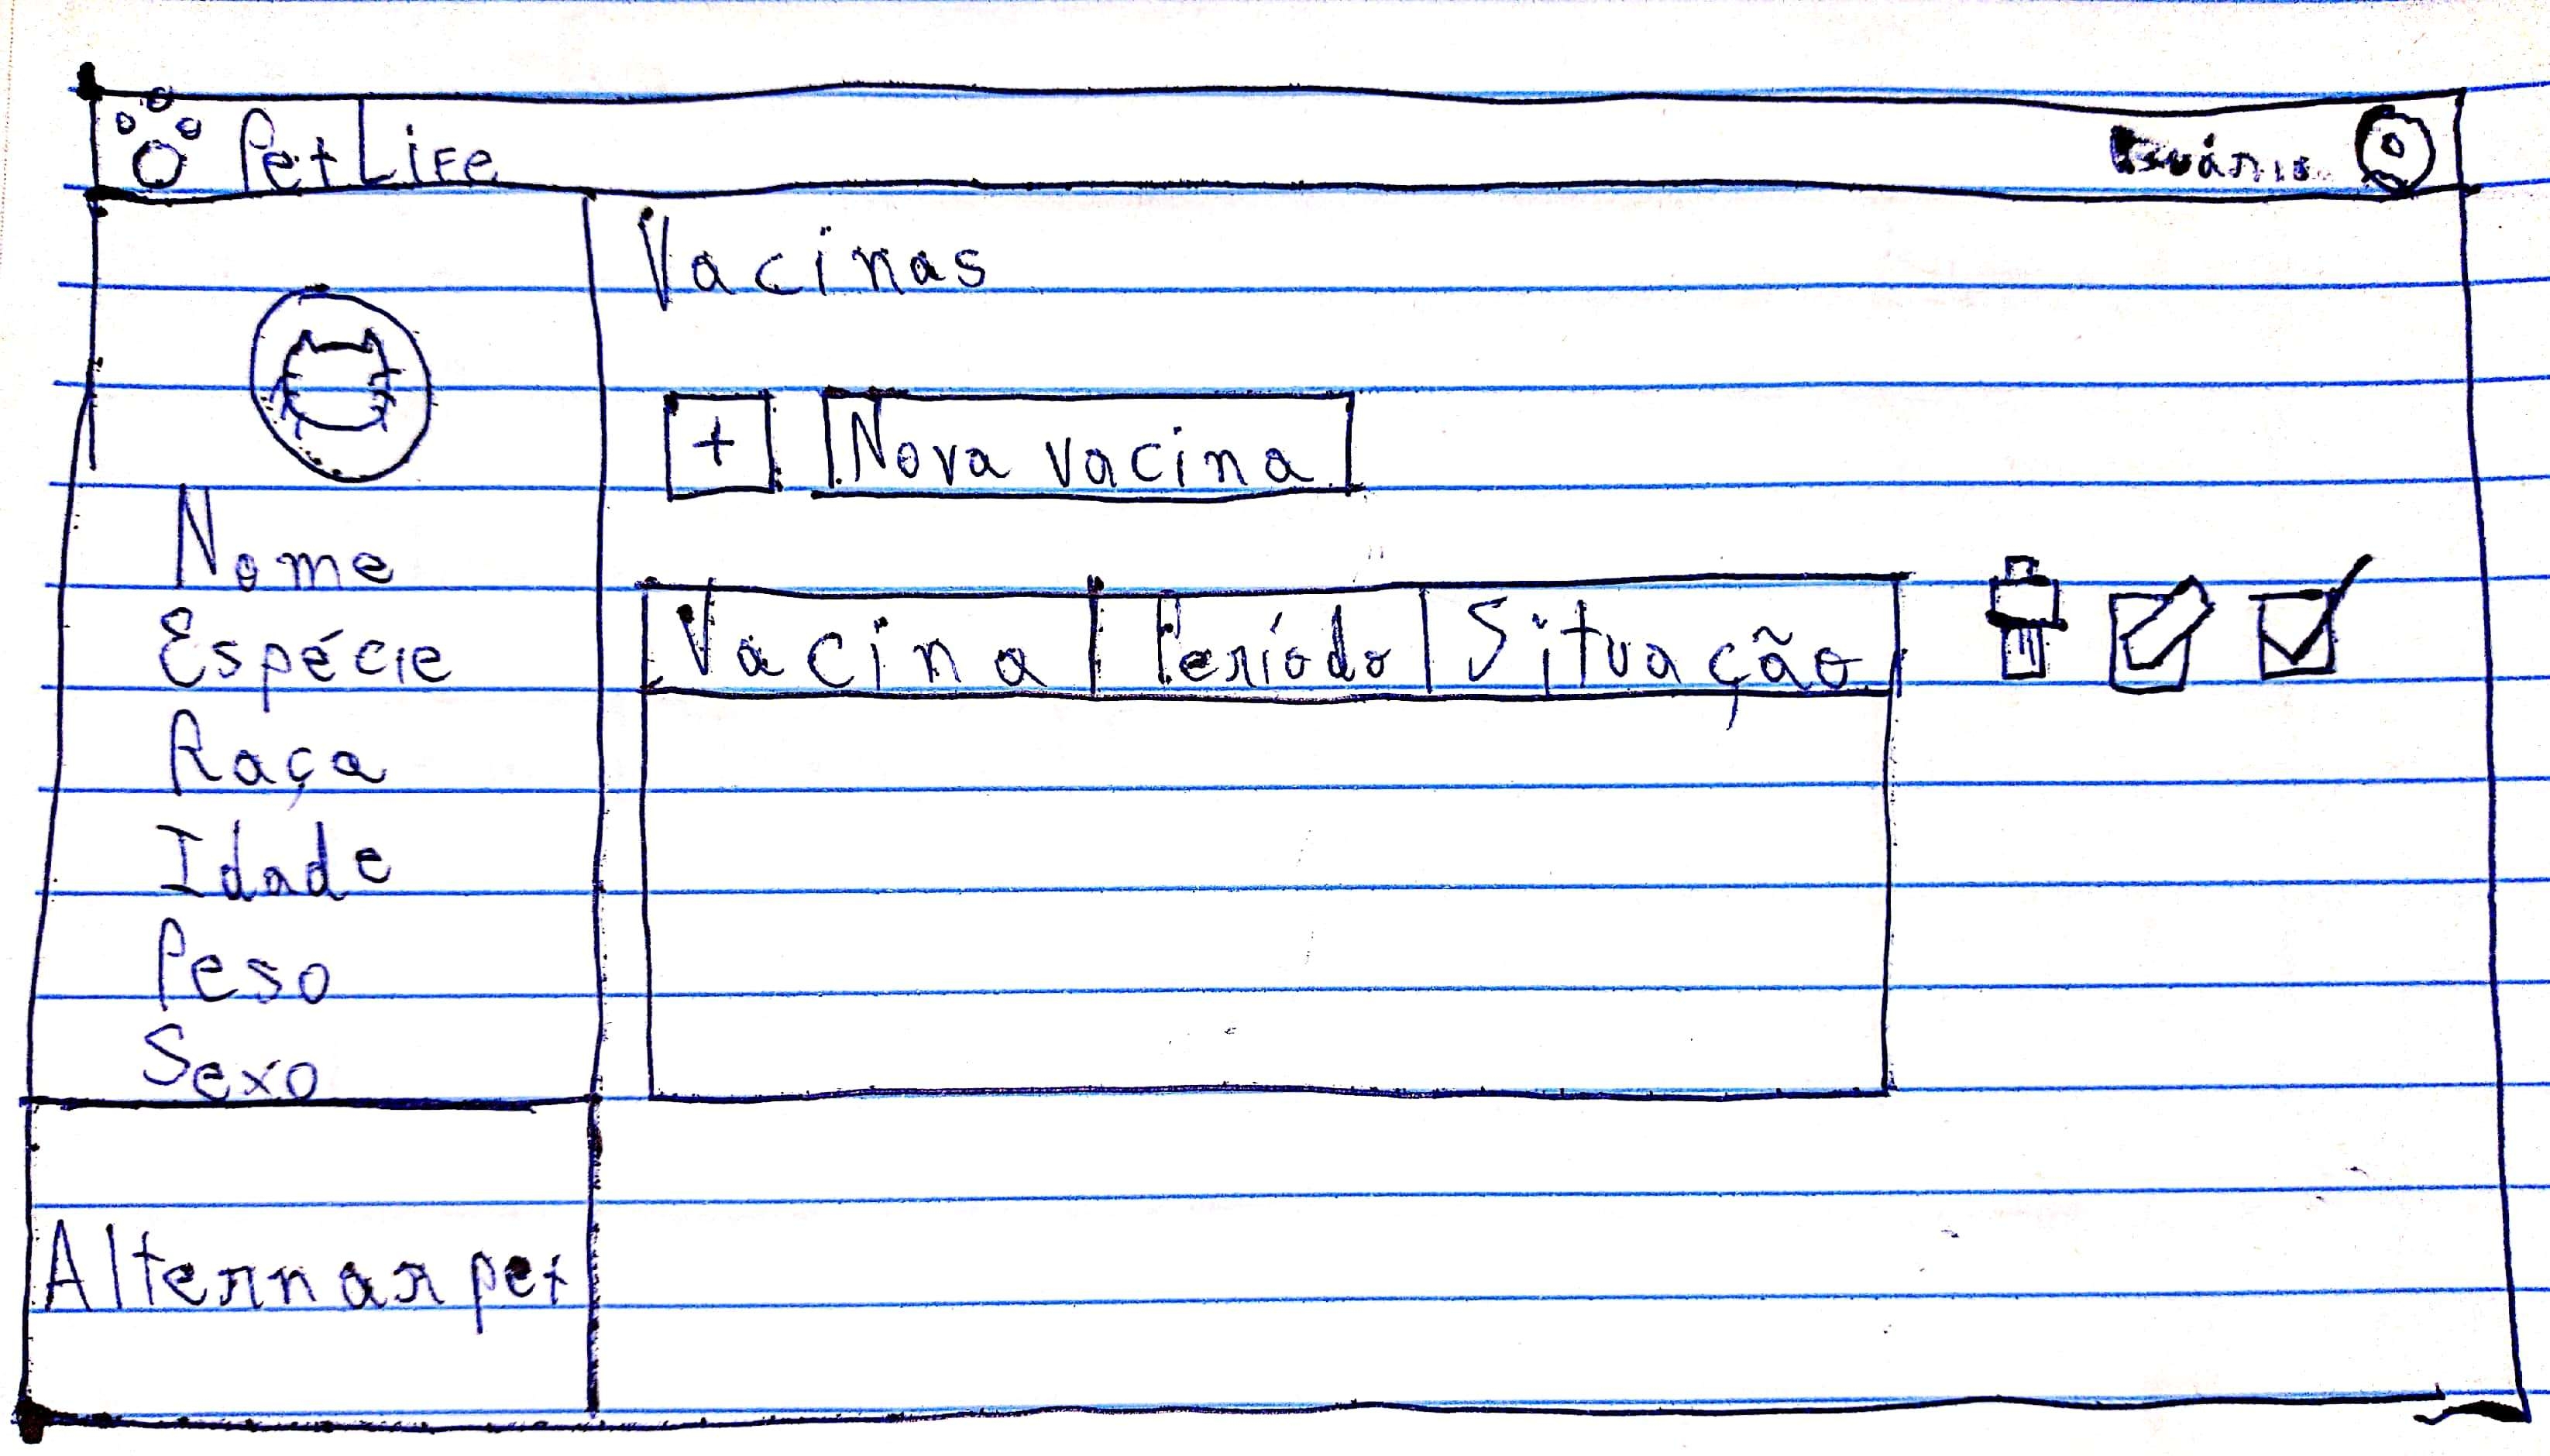 PetLife Usuário
Vacinas
+ Nova vacina
Nome
Espécie
Raça
Idade
Peso
Sexo
Vacina Período Situação
Alternar pet